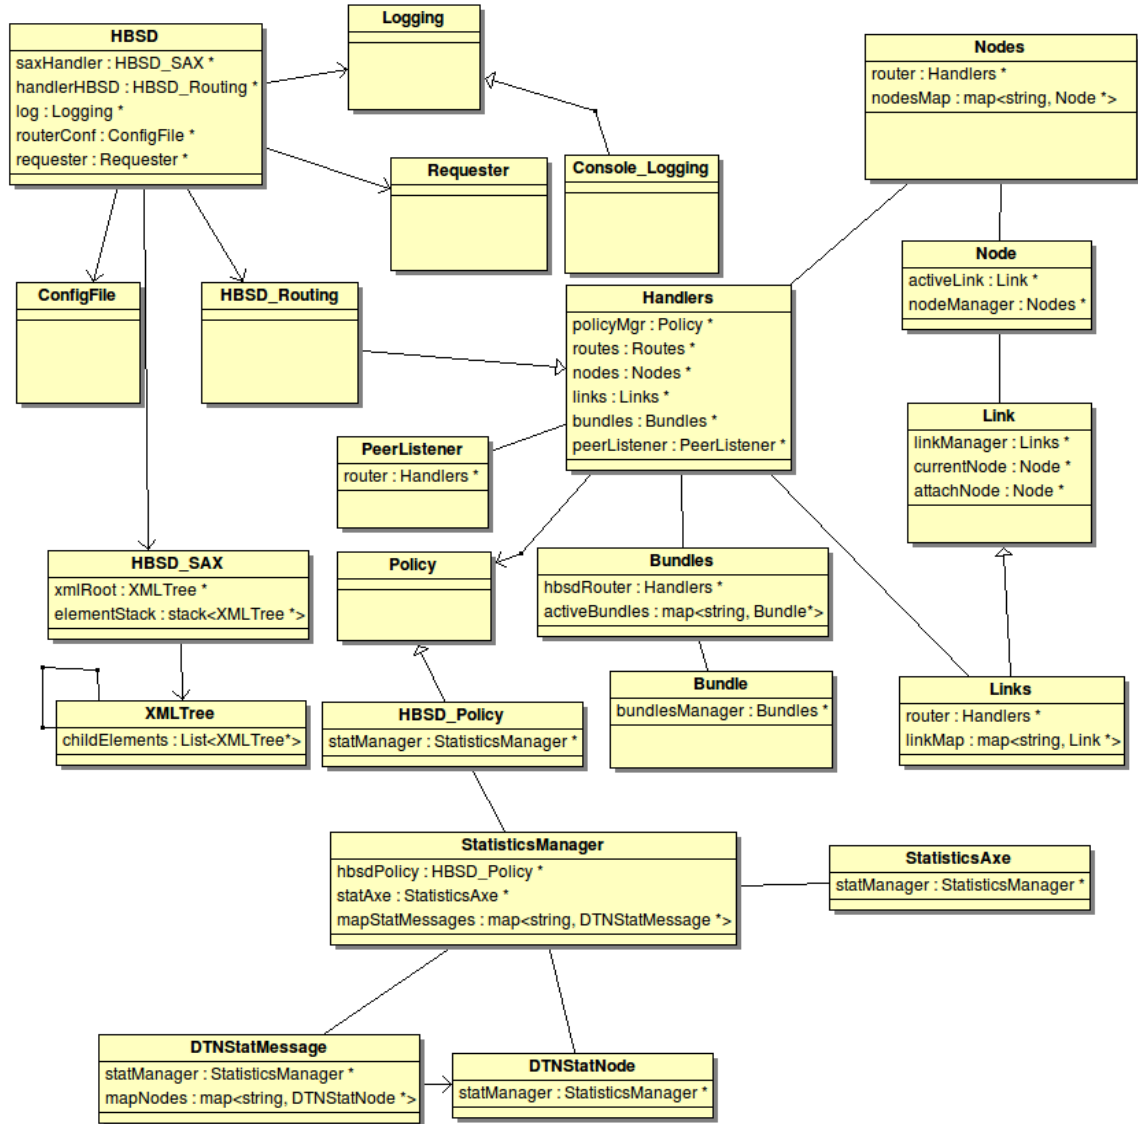 HBSD
saxHandler : HBSD_SAX *
handlerHBSD : HBSD_Routing *
log : Logging *
routerConf : ConfigFile *
requester : Requester *
Logging
Console_Logging
Requester
ConfigFile
HBSD_Routing
Nodes
router : Handlers *
nodesMap : map<string, Node *>
Node
activeLink : Link *
nodeManager : Nodes *
Handlers
policyMgr : Policy *
routes : Routes *
nodes : Nodes *
links : Links *
bundles : Bundles *
peerListener : PeerListener *
Link
linkManager : Links *
currentNode : Node *
attachNode : Node *
PeerListener
router : Handlers *
HBSD_SAX
xmlRoot : XMLTree *
elementStack : stack<XMLTree *>
Policy
Bundles
hbsdRouter : Handlers *
activeBundles : map<string, Bundle*>
Bundle
bundlesManager : Bundles *
Links
router : Handlers *
linkMap : map<string, Link *>
XMLTree
childElements : List<XMLTree*>
HBSD_Policy
statManager : StatisticsManager *
StatisticsManager
hbsdPolicy : HBSD_Policy *
statAxe : StatisticsAxe *
mapStatMessages : map<string, DTNStatMessage *>
StatisticsAxe
statManager : StatisticsManager *
DTNStatMessage
statManager : StatisticsManager *
mapNodes : map<string, DTNStatNode *>
DTNStatNode
statManager : StatisticsManager *